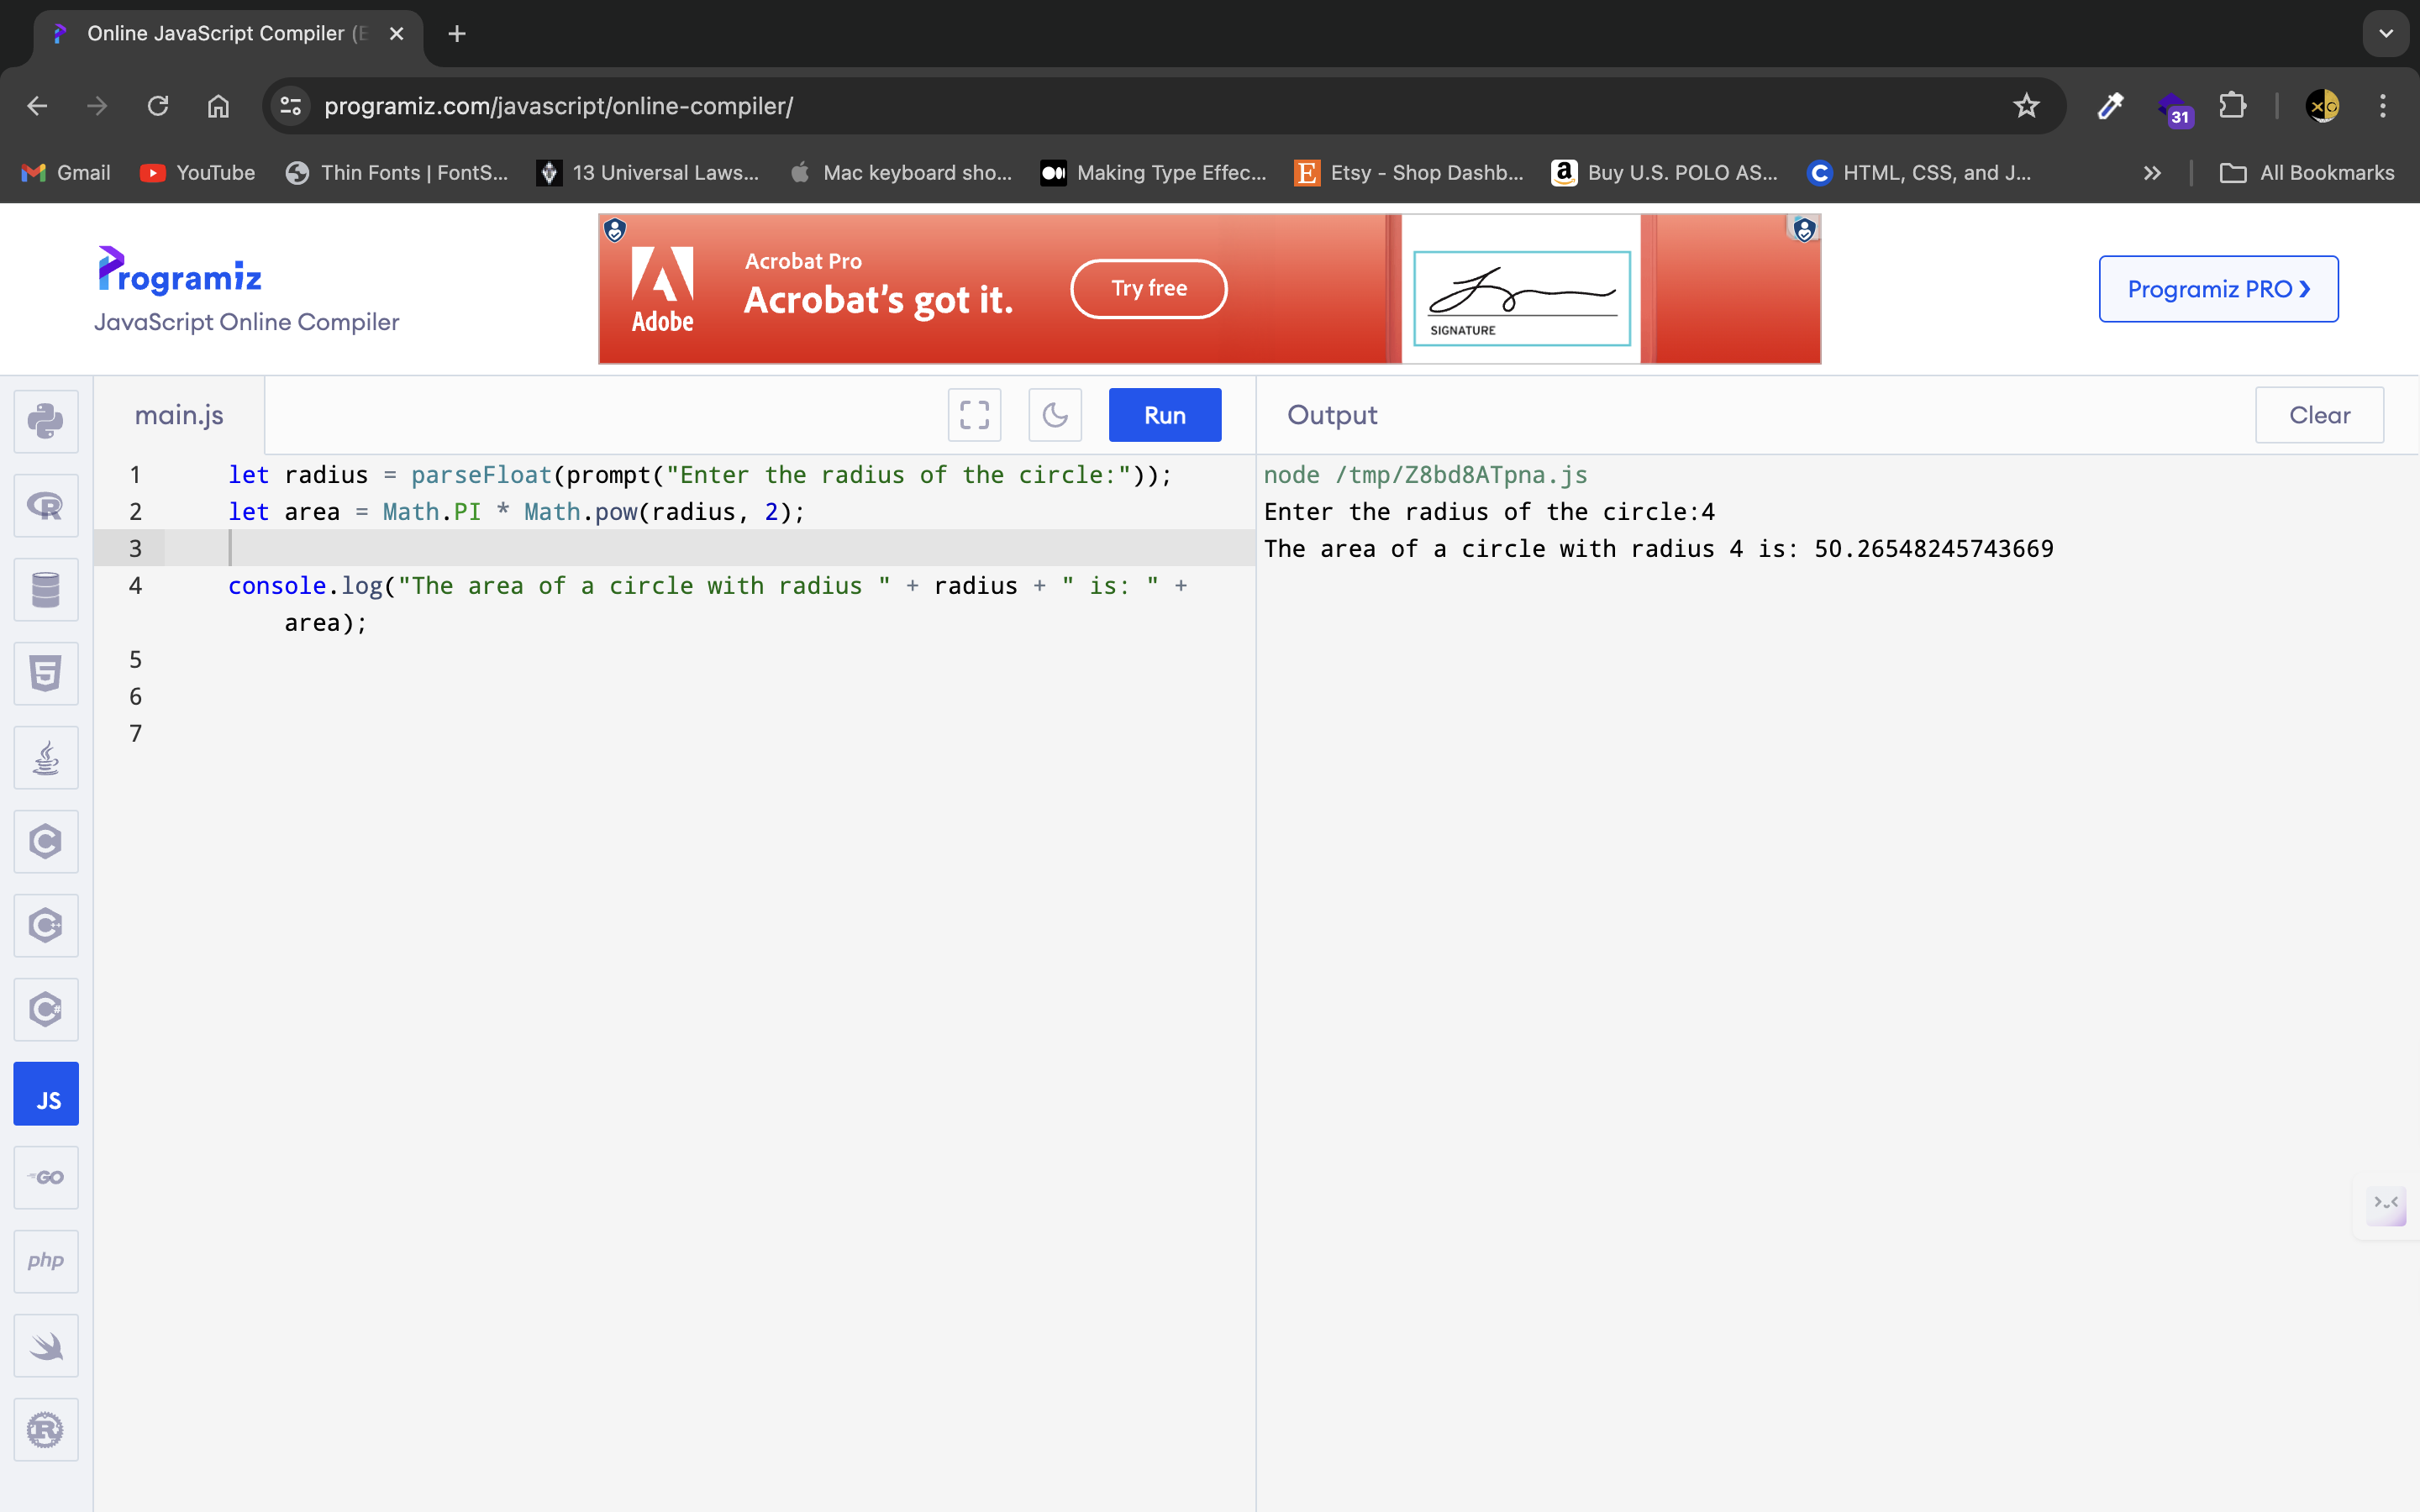 Online JavaScript Compiler (E
programiz.com/javascript/online-compiler/
31
Gmail YouTube Thin Fonts | FontS... 13 Universal Laws... Mac keyboard sho... Making Type Effec... Etsy - Shop Dashb... Buy U.S. POLO AS... HTML, CSS, and J... All Bookmarks
Programiz
JavaScript Online Compiler
Adobe
Acrobat Pro
Acrobat's got it.
Try free
SIGNATURE
Programiz PRO ❯
main.js
Run
Output
Clear
1 let radius = parseFloat(prompt("Enter the radius of the circle:"));
2 let area = Math.PI * Math.pow(radius, 2);
3
4 console.log("The area of a circle with radius " + radius + " is: " +
area);
5
6
7
node /tmp/Z8bd8ATpna.js
Enter the radius of the circle:4
The area of a circle with radius 4 is: 50.26548245743669
R
5
C
C++
C#
JS
GO
php
R